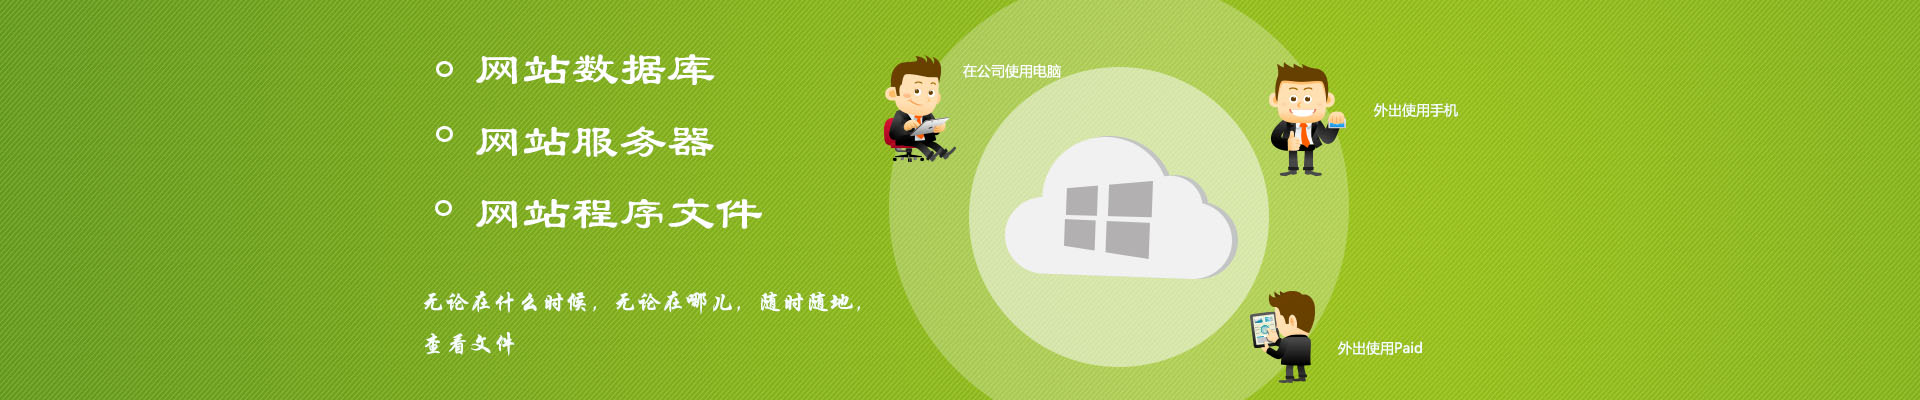 网站数据库
网站服务器
网站程序文件
无论在什么时候，无论在哪儿，随时随地，
查看文件
在公司使用电脑
外出使用手机
外出使用Paid